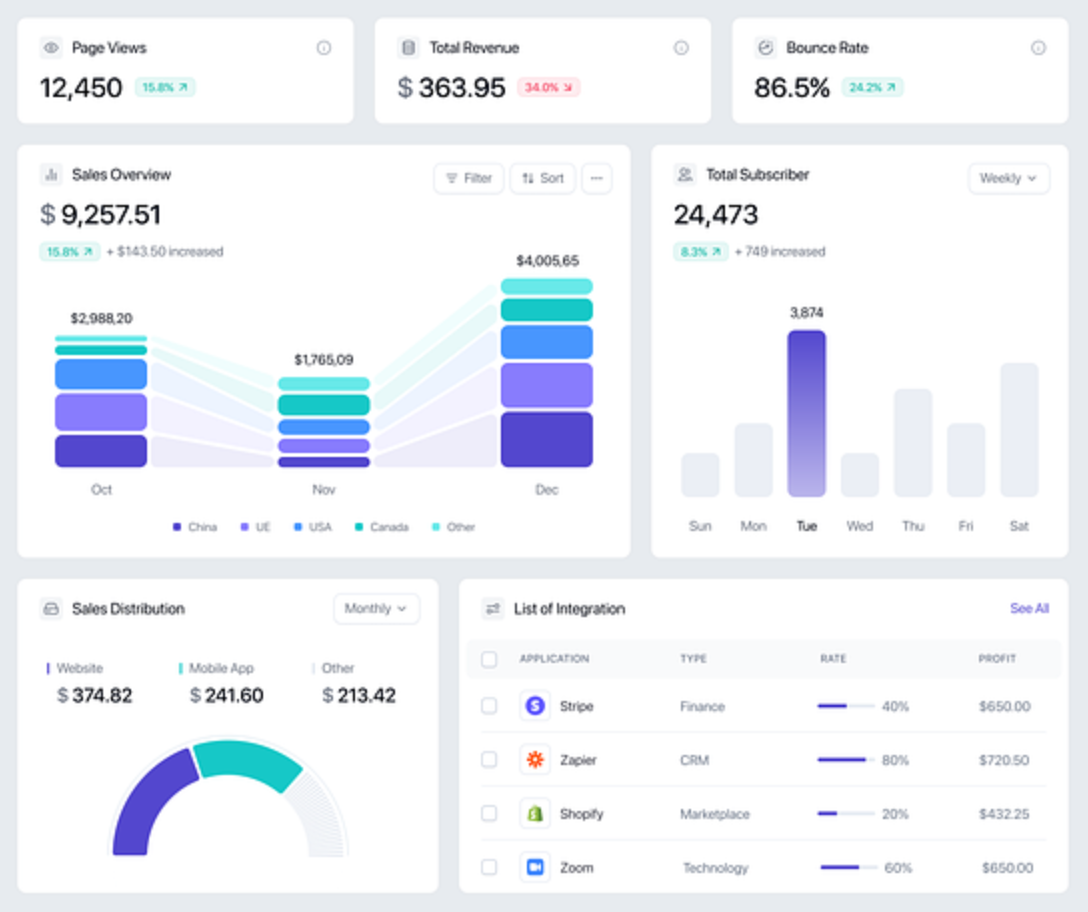 Page Views
12,450 15.8%
Total Revenue
$ 363.95 34.0%
Bounce Rate
86.5% 24.2%
Sales Overview
Filter Sort ...
$ 9,257.51
15.8% + $143.50 increased
$2,988,20
$1,765,09
$4,005,65
Oct Nov Dec
China UE USA Canada Other
Total Subscriber
Weekly
24,473
8.3% + 749 increased
3,874
Sun Mon Tue Wed Thu Fri Sat
Sales Distribution
Monthly
Website Mobile App Other
$ 374.82 $ 241.60 $ 213.42
List of Integration
See All
APPLICATION TYPE RATE PROFIT
Stripe Finance 40% $650.00
Zapier CRM 80% $720.50
Shopify Marketplace 20% $432.25
Zoom Technology 60% $650.00